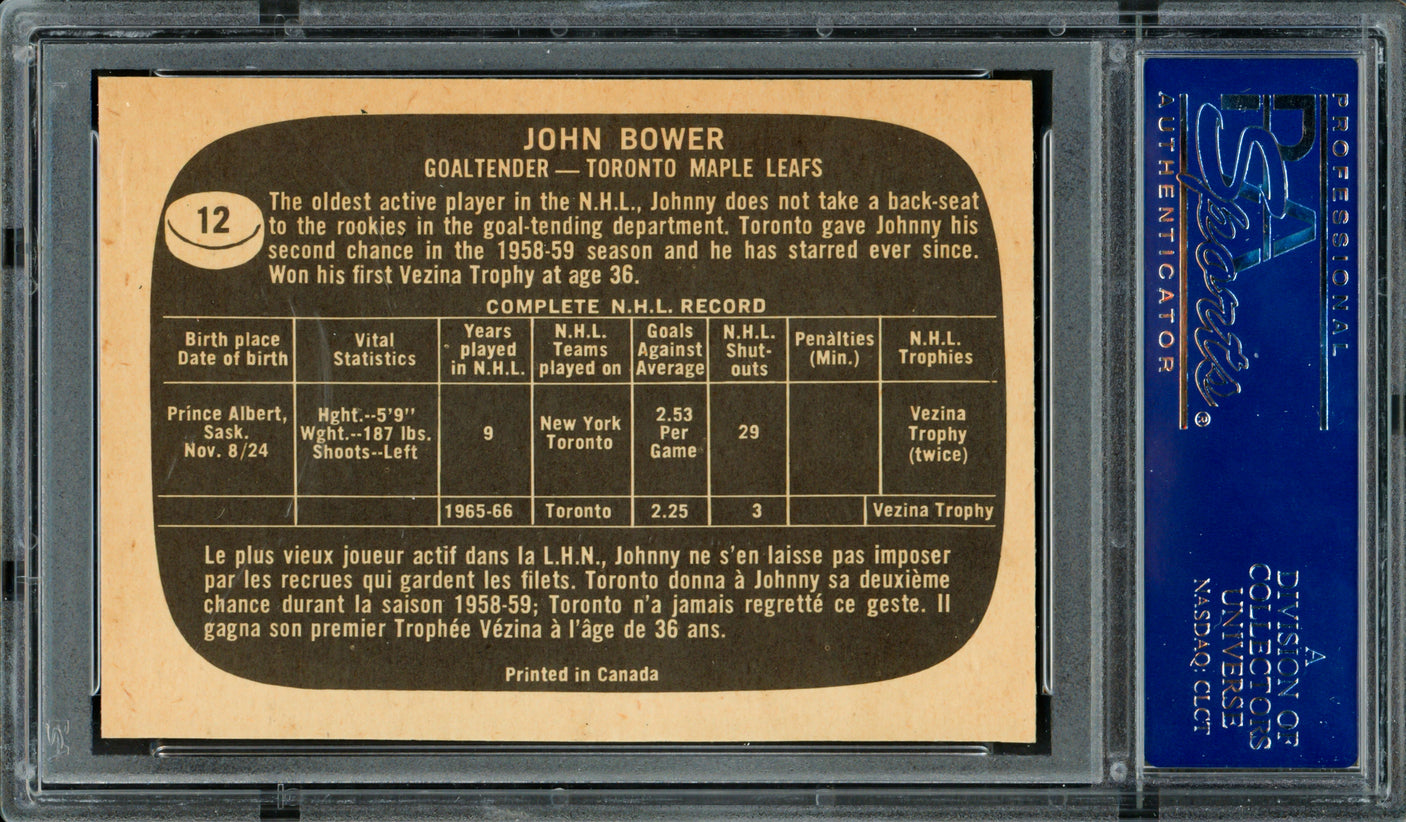 JOHN BOWER
GOALTENDER — TORONTO MAPLE LEAFS
12
The oldest active player in the N.H.L., Johnny does not take a back-seat
to the rookies in the goal-tending department. Toronto gave Johnny his
second chance in the 1958-59 season and he has starred ever since.
Won his first Vezina Trophy at age 36.
COMPLETE N.H.L. RECORD
Birth place
Date of birth
Vital
Statistics
Years
played
in N.H.L.
N.H.L.
Teams
played on
Goals
Against
Average
N.H.L.
Shut-
outs
Penàlties
(Min.)
N.H.L.
Trophies
Prince Albert,
Sask.
Nov. 8/24
Hght.--5'9''
Wght.--187 lbs.
Shoots--Left
9
New York
Toronto
2.53
Per
Game
29
Vezina
Trophy
(twice)
1965-66
Toronto
2.25
3
Vezina Trophy
Le plus vieux joueur actif dans la L.H.N., Johnny ne s'en laisse pas imposer
par les recrues qui gardent les filets. Toronto donna à Johnny sa deuxième
chance durant la saison 1958-59; Toronto n'a jamais regretté ce geste. Il
gagna son premier Trophée Vézina à l'âge de 36 ans.
Printed in Canada
PROFESSIONAL
PSA
Sports®
AUTHENTICATOR
A
DIVISION OF
COLLECTORS
UNIVERSE
NASDAQ: CLCT